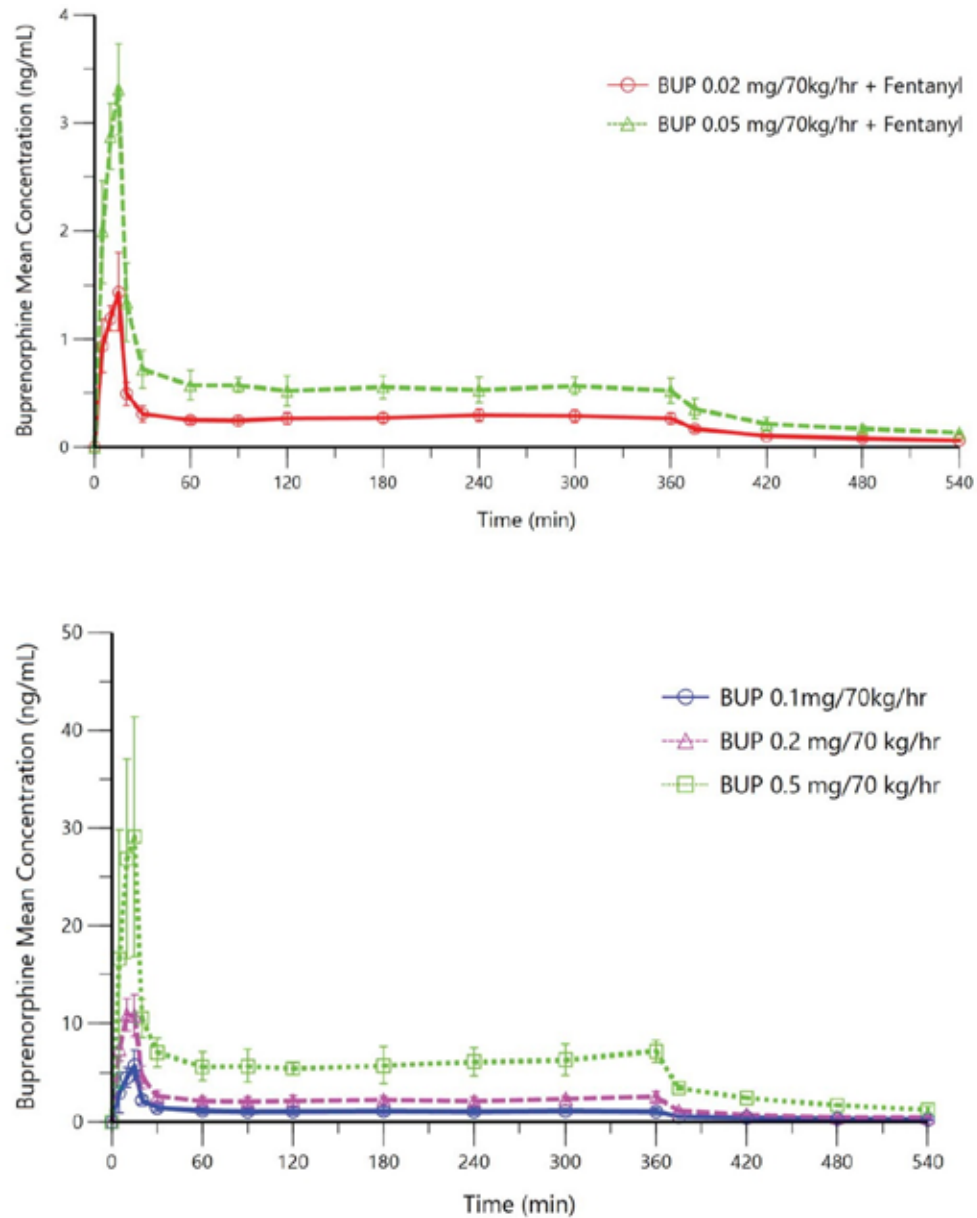 4
3
2
1
0
Buprenorphine Mean Concentration (ng/mL)
BUP 0.02 mg/70kg/hr + Fentanyl
BUP 0.05 mg/70kg/hr + Fentanyl
0 60 120 180 240 300 360 420 480 540
Time (min)
50
40
30
20
10
0
Buprenorphine Mean Concentration (ng/mL)
BUP 0.1mg/70kg/hr
BUP 0.2 mg/70 kg/hr
BUP 0.5 mg/70 kg/hr
0 60 120 180 240 300 360 420 480 540
Time (min)